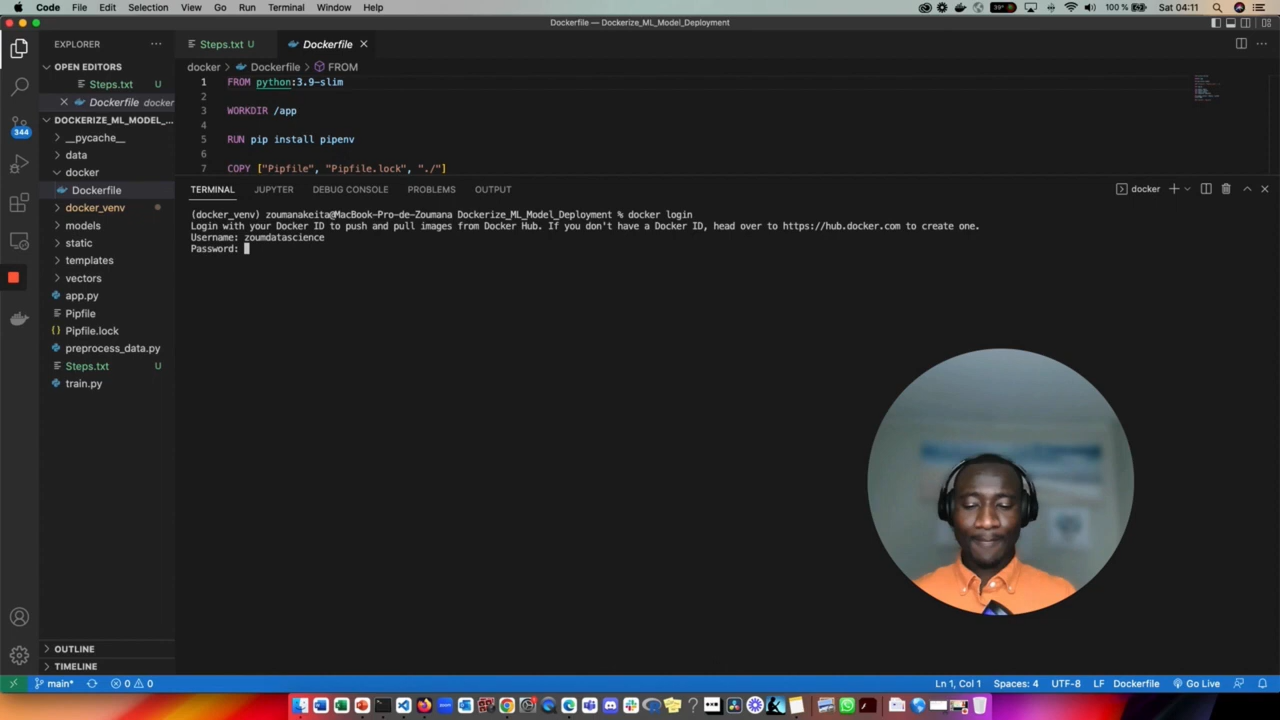 Code File Edit Selection View Go Run Terminal Window Help
39° 100 % Sat 04:11
Dockerfile — Dockerize_ML_Model_Deployment
EXPLORER
OPEN EDITORS
Steps.txt U
Dockerfile docker
DOCKERIZE_ML_MODEL_...
__pycache__
data
docker
Dockerfile
docker_venv
models
static
templates
vectors
app.py
Pipfile
Pipfile.lock
preprocess_data.py
Steps.txt U
train.py
OUTLINE
TIMELINE
344
Steps.txt U Dockerfile
docker > Dockerfile > FROM
1 FROM python:3.9-slim
2
3 WORKDIR /app
4
5 RUN pip install pipenv
6
7 COPY ["Pipfile", "Pipfile.lock", "./"]
TERMINAL JUPYTER DEBUG CONSOLE PROBLEMS OUTPUT
docker
(docker_venv) zoumanakeita@MacBook-Pro-de-Zoumana Dockerize_ML_Model_Deployment % docker login
Login with your Docker ID to push and pull images from Docker Hub. If you don't have a Docker ID, head over to https://hub.docker.com to create one.
Username: zoumdatascience
Password:
main* 0 0 Ln 1, Col 1 Spaces: 4 UTF-8 LF Dockerfile Go Live